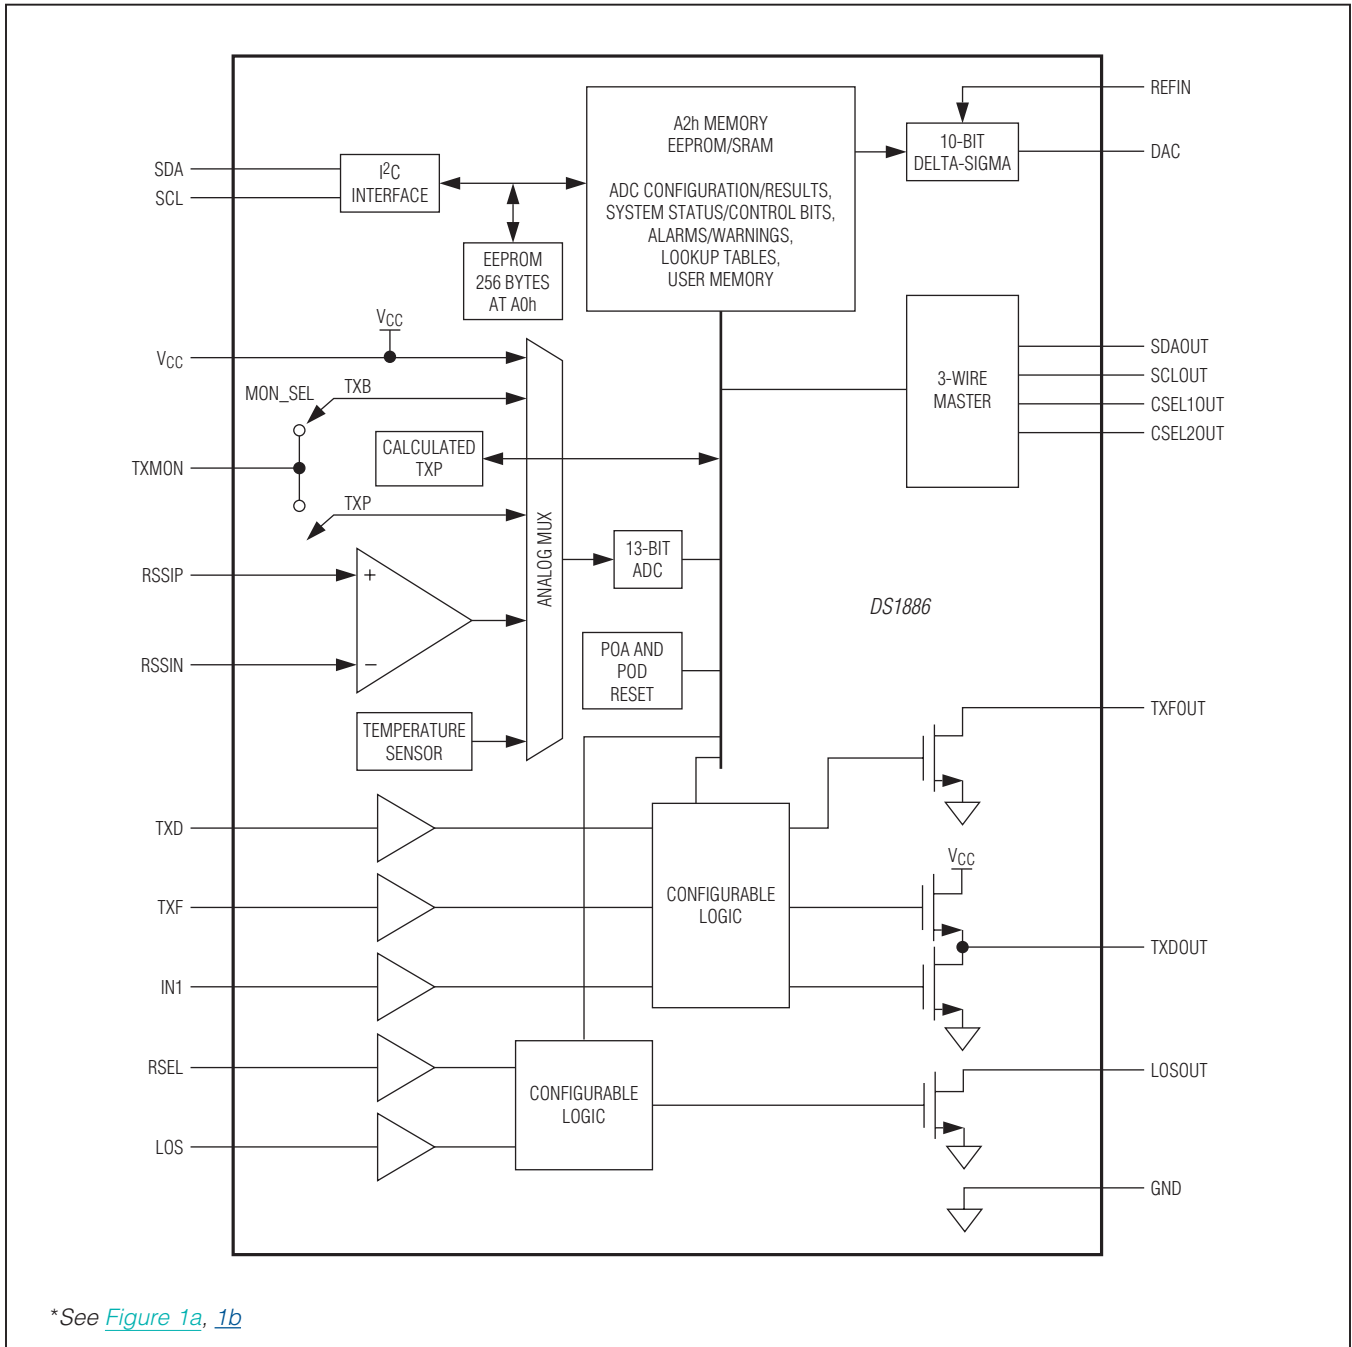 REFIN
A2h MEMORY
EEPROM/SRAM
ADC CONFIGURATION/RESULTS,
SYSTEM STATUS/CONTROL BITS,
ALARMS/WARNINGS,
LOOKUP TABLES,
USER MEMORY
10-BIT
DELTA-SIGMA
DAC
SDA
SCL
I2C
INTERFACE
EEPROM
256 BYTES
AT A0h
VCC
VCC
MON_SEL
TXB
TXMON
CALCULATED
TXP
TXP
3-WIRE
MASTER
SDAOUT
SCLOUT
CSEL1OUT
CSEL2OUT
ANALOG MUX
13-BIT
ADC
RSSIP
+
RSSIN
−
DS1886
POA AND
POD
RESET
TEMPERATURE
SENSOR
TXFOUT
TXD
TXF
IN1
CONFIGURABLE
LOGIC
VCC
TXDOUT
RSEL
LOS
CONFIGURABLE
LOGIC
LOSOUT
GND
*See Figure 1a, 1b